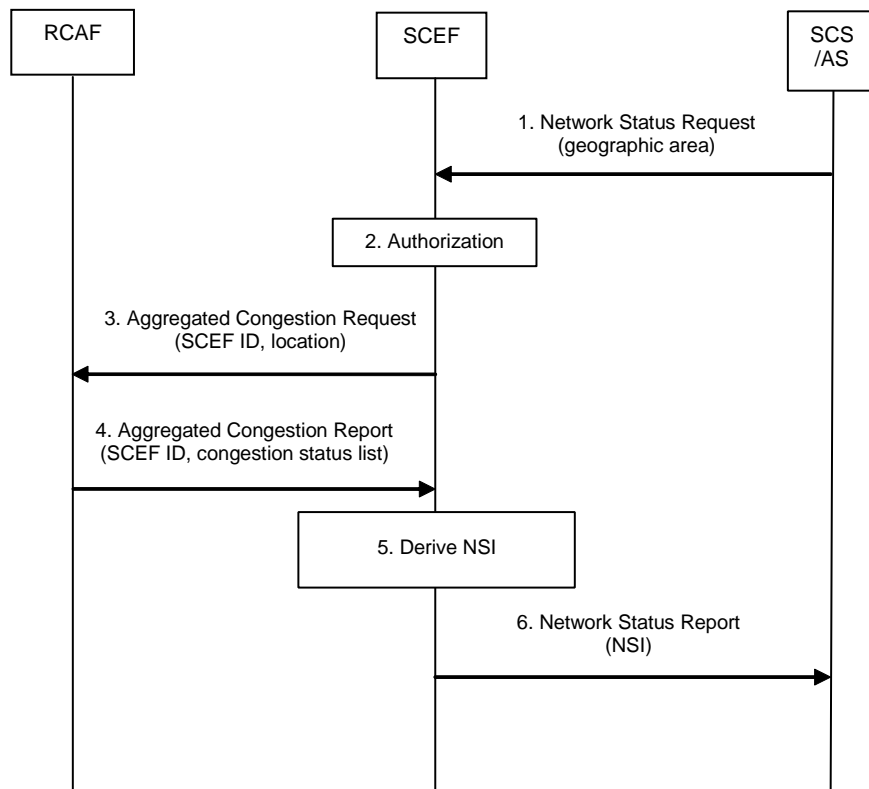 RCAF
SCEF
SCS
/AS
1. Network Status Request
(geographic area)
2. Authorization
3. Aggregated Congestion Request
(SCEF ID, location)
4. Aggregated Congestion Report
(SCEF ID, congestion status list)
5. Derive NSI
6. Network Status Report
(NSI)